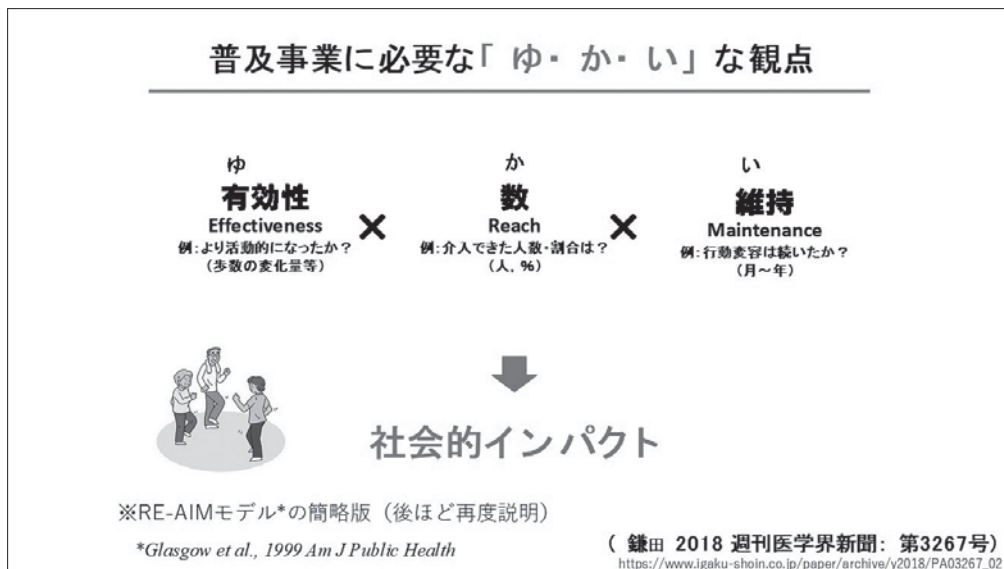 普及事業に必要な「ゆ・か・い」な観点
ゆ
有効性
Effectiveness
例:より活動的になったか?
(歩数の変化量等)
×
か
数
Reach
例:介入できた人数・割合は?
(人, %)
×
い
維持
Maintenance
例:行動変容は続いたか?
(月~年)
社会的インパクト
※RE-AIMモデル*の簡略版(後ほど再度説明)
*Glasgow et al., 1999 Am J Public Health
( 鎌田 2018 週刊医学界新聞: 第3267号)
https://www.igaku-shoin.co.jp/paper/archive/y2018/PA03267_02